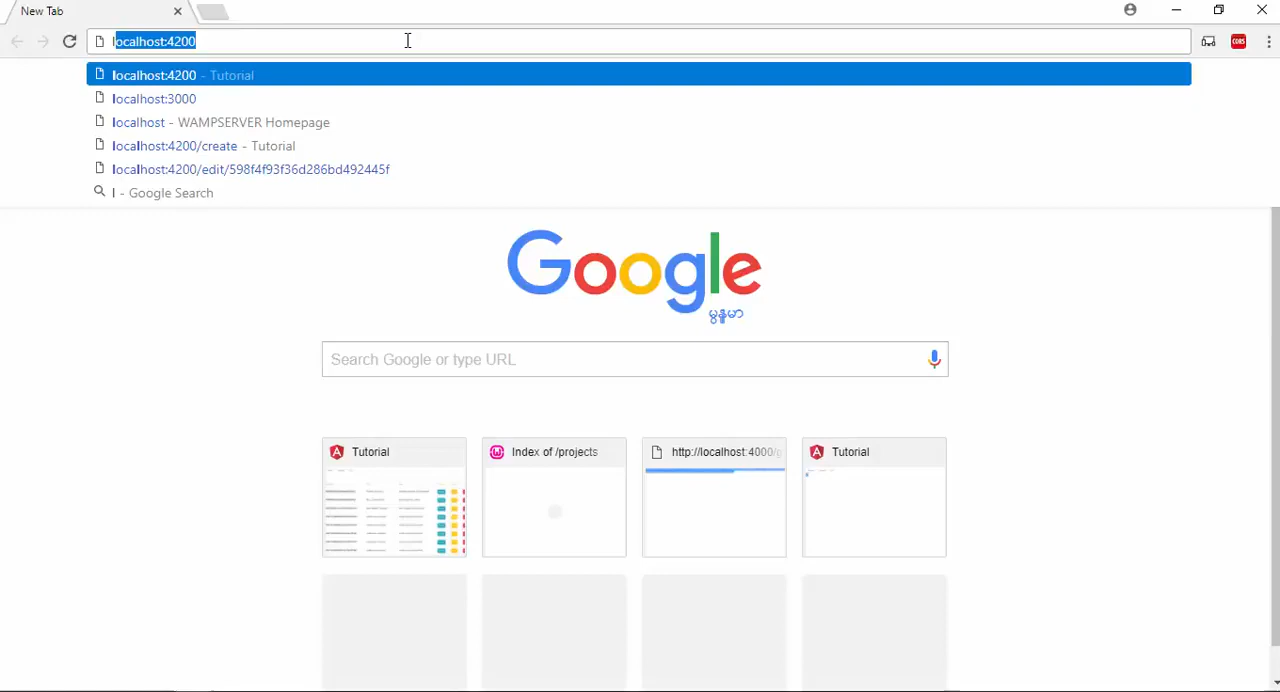 New Tab
localhost:4200
CORS
localhost:4200 - Tutorial
localhost:3000
localhost - WAMPSERVER Homepage
localhost:4200/create - Tutorial
localhost:4200/edit/598f4f93f36d286bd492445f
l - Google Search
Google
မြန်မာ
Search Google or type URL
Tutorial
Index of /projects
http://localhost:4000/g
Tutorial